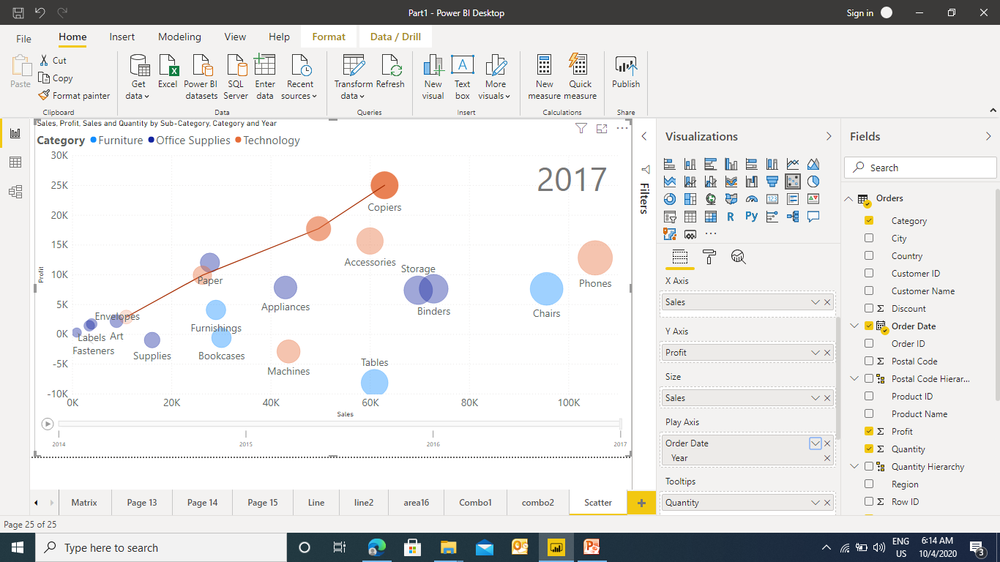 Part1 - Power BI Desktop
Sign in
File Home Insert Modeling View Help Format Data / Drill
Paste
Cut
Copy
Format painter
Clipboard
Get data
Excel
Power BI datasets
SQL Server
Enter data
Recent sources
Data
Transform data
Refresh
Queries
New visual
Text box
More visuals
Insert
New measure
Quick measure
Calculations
Publish
Share
Sales, Profit, Sales and Quantity by Sub-Category, Category and Year
Category Furniture Office Supplies Technology
2017
30K
25K
20K
15K
10K
5K
0K
-5K
-10K
Profit
Copiers
Accessories
Storage
Phones
Paper
Appliances
Binders
Chairs
Envelopes
Furnishings
Labels
Art
Fasteners
Supplies
Bookcases
Tables
Machines
0K 20K 40K 60K 80K 100K
Sales
2014 2015 2016 2017
Filters
Visualizations
R Py
123
X Axis
Sales
Y Axis
Profit
Size
Sales
Play Axis
Order Date
Year
Tooltips
Quantity
Fields
Search
Orders
Category
City
Country
Customer ID
Customer Name
Σ Discount
Order Date
Order ID
Σ Postal Code
Postal Code Hierar...
Product ID
Product Name
Σ Profit
Σ Quantity
Quantity Hierarchy
Region
Σ Row ID
Matrix Page 13 Page 14 Page 15 Line line2 area16 Combo1 combo2 Scatter
Page 25 of 25
Type here to search
ENG
US
6:14 AM
10/4/2020
3